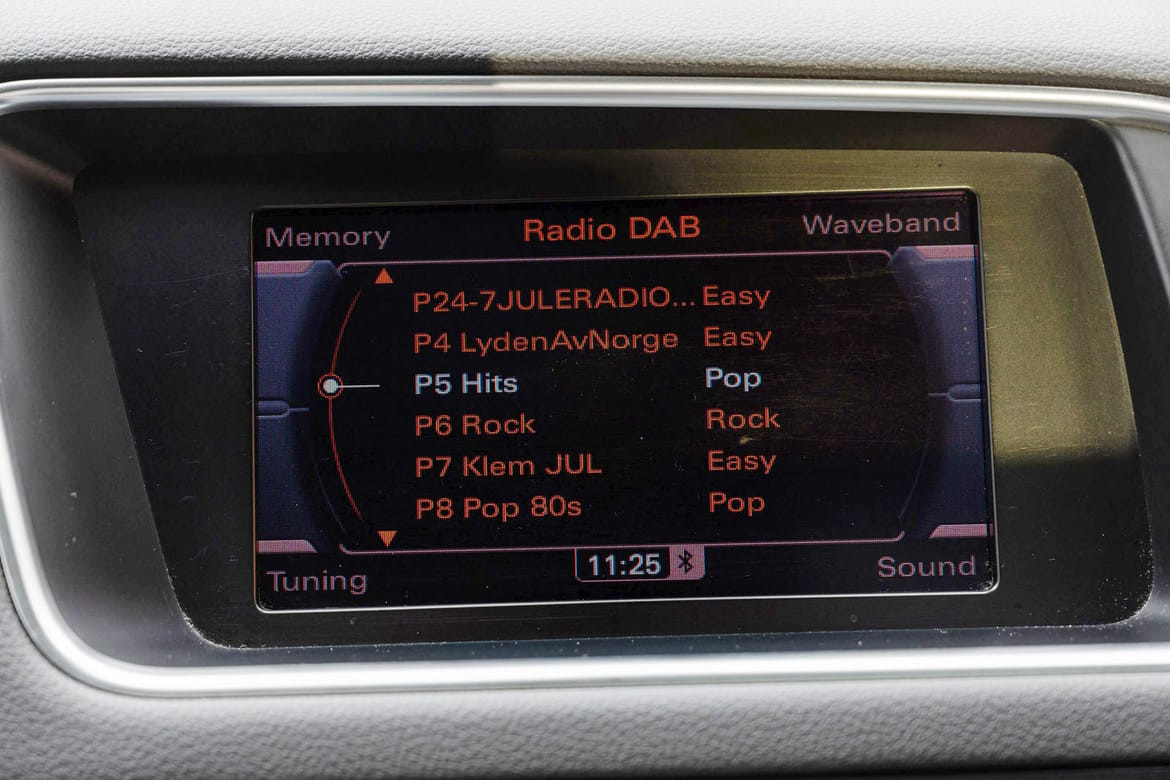 Memory Radio DAB Waveband
P24-7JULERADIO... Easy
P4 LydenAvNorge Easy
P5 Hits Pop
P6 Rock Rock
P7 Klem JUL Easy
P8 Pop 80s Pop
Tuning 11:25 Sound